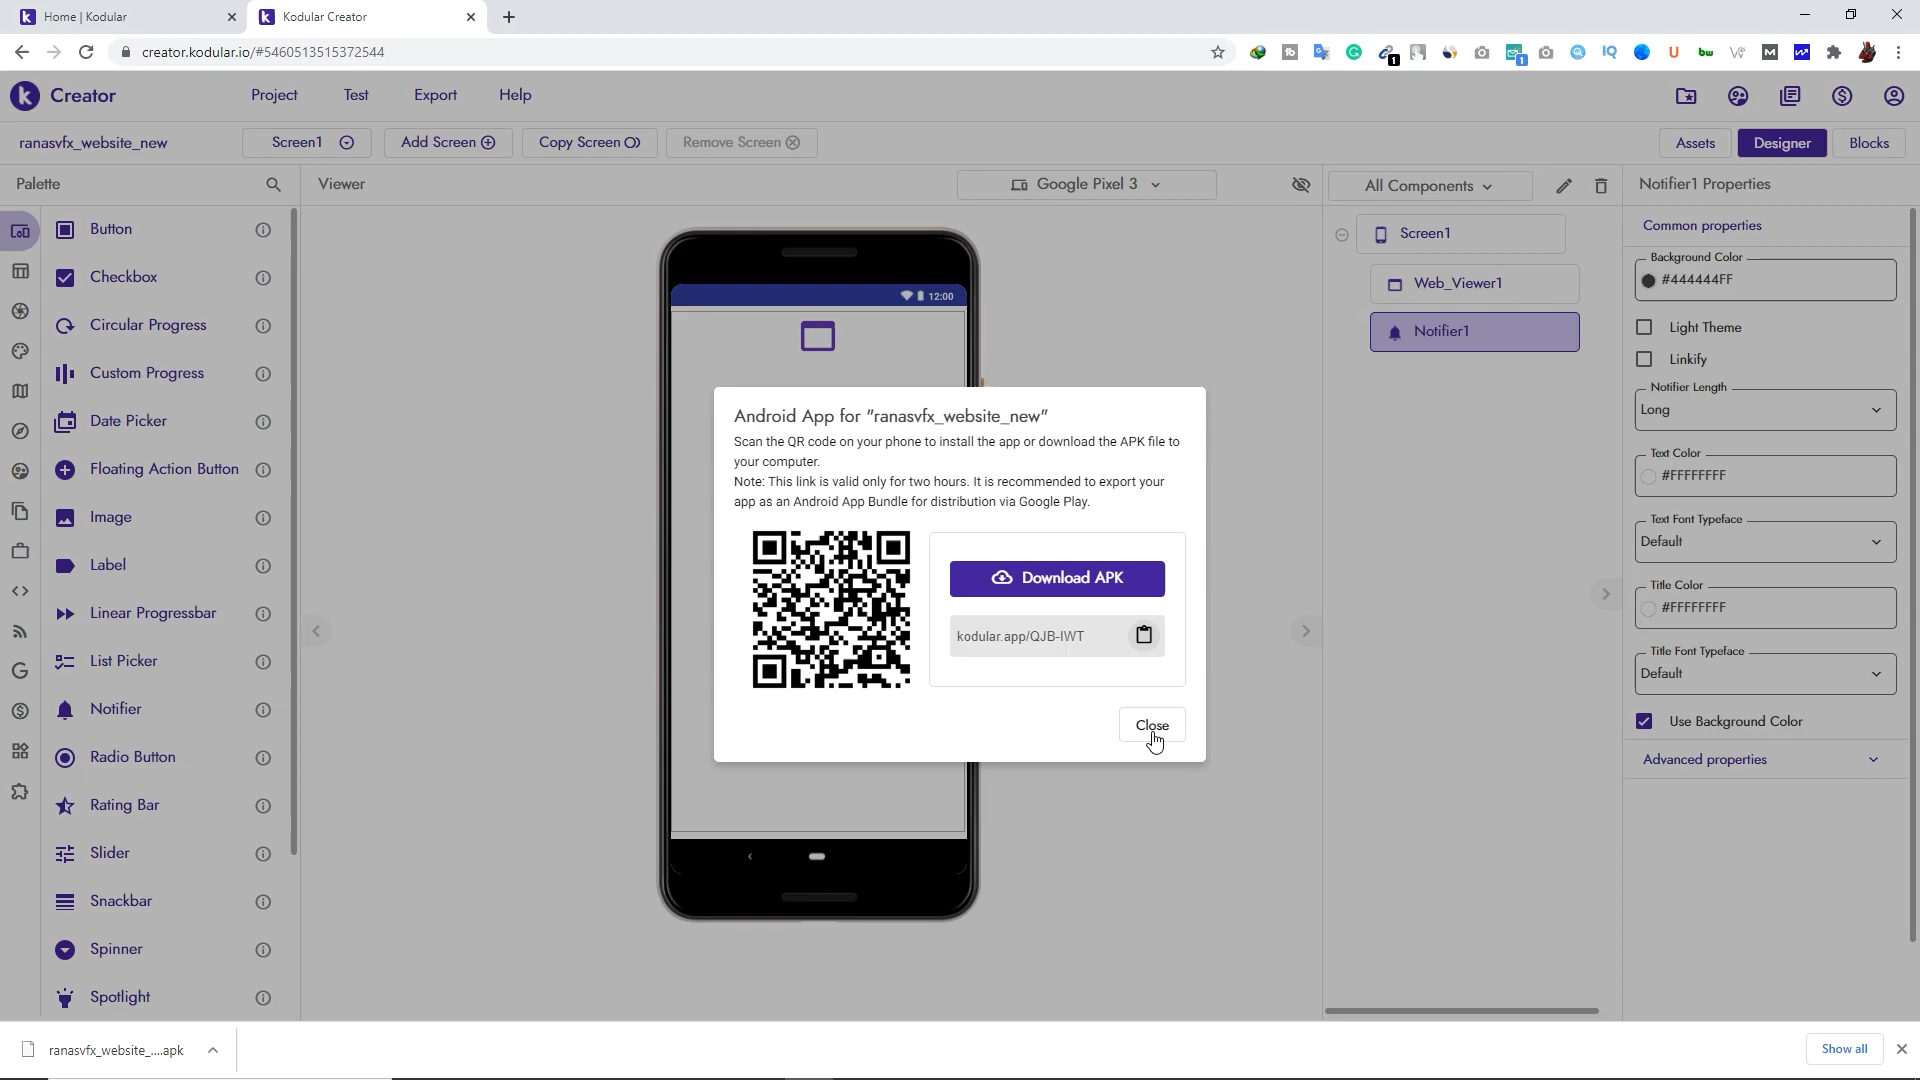 Home | Kodular
Kodular Creator
creator.kodular.io/#5460513515372544
Creator
Project
Test
Export
Help
ranasvfx_website_new
Screen1
Add Screen
Copy Screen
Remove Screen
Assets
Designer
Blocks
Palette
Viewer
Google Pixel 3
All Components
Notifier1 Properties
Button
Checkbox
Circular Progress
Custom Progress
Date Picker
Floating Action Button
Image
Label
Linear Progressbar
List Picker
Notifier
Radio Button
Rating Bar
Slider
Snackbar
Spinner
Spotlight
12:00
Android App for "ranasvfx_website_new"
Scan the QR code on your phone to install the app or download the APK file to
your computer.
Note: This link is valid only for two hours. It is recommended to export your
app as an Android App Bundle for distribution via Google Play.
Download APK
kodular.app/QJB-IWT
Close
Screen1
Web_Viewer1
Notifier1
Common properties
Background Color
#444444FF
Light Theme
Linkify
Notifier Length
Long
Text Color
#FFFFFFFF
Text Font Typeface
Default
Title Color
#FFFFFFFF
Title Font Typeface
Default
Use Background Color
Advanced properties
ranasvfx_website_....apk
Show all